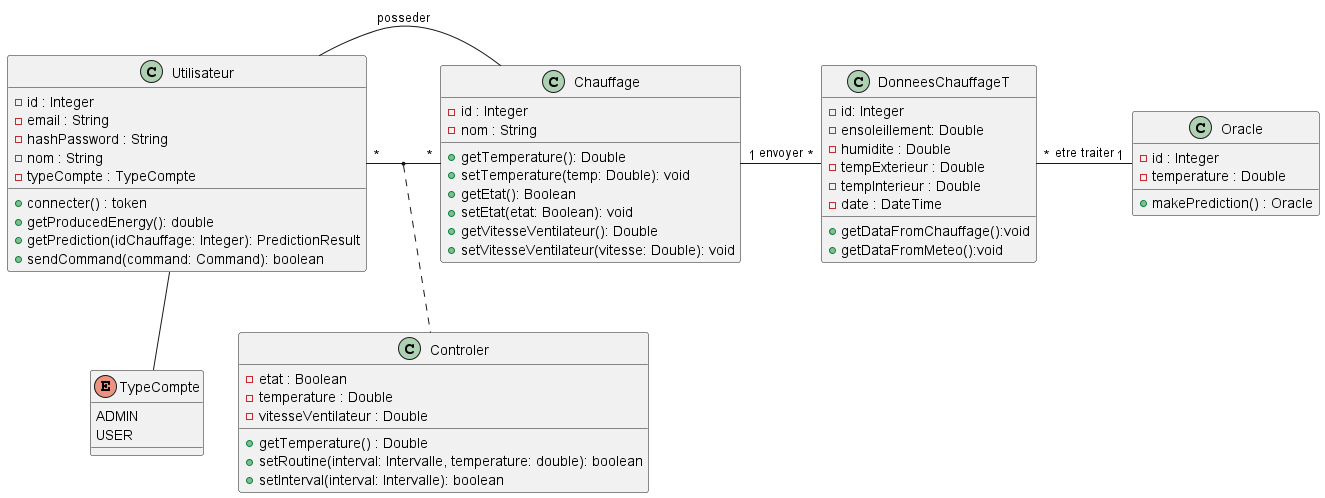 posseder
C Utilisateur
id : Integer
email : String
hashPassword : String
nom : String
typeCompte : TypeCompte
connecter() : token
getProducedEnergy(): double
getPrediction(idChauffage: Integer): PredictionResult
sendCommand(command: Command): boolean
* *
C Chauffage
id : Integer
nom : String
getTemperature(): Double
setTemperature(temp: Double): void
getEtat(): Boolean
setEtat(etat: Boolean): void
getVitesseVentilateur(): Double
setVitesseVentilateur(vitesse: Double): void
1 envoyer *
C DonneesChauffageT
id: Integer
ensoleillement: Double
humidite : Double
tempExterieur : Double
tempInterieur : Double
date : DateTime
getDataFromChauffage():void
getDataFromMeteo():void
* etre traiter 1
C Oracle
id : Integer
temperature : Double
makePrediction() : Oracle
E TypeCompte
ADMIN
USER
C Controler
etat : Boolean
temperature : Double
vitesseVentilateur : Double
getTemperature() : Double
setRoutine(interval: Intervalle, temperature: double): boolean
setInterval(interval: Intervalle): boolean